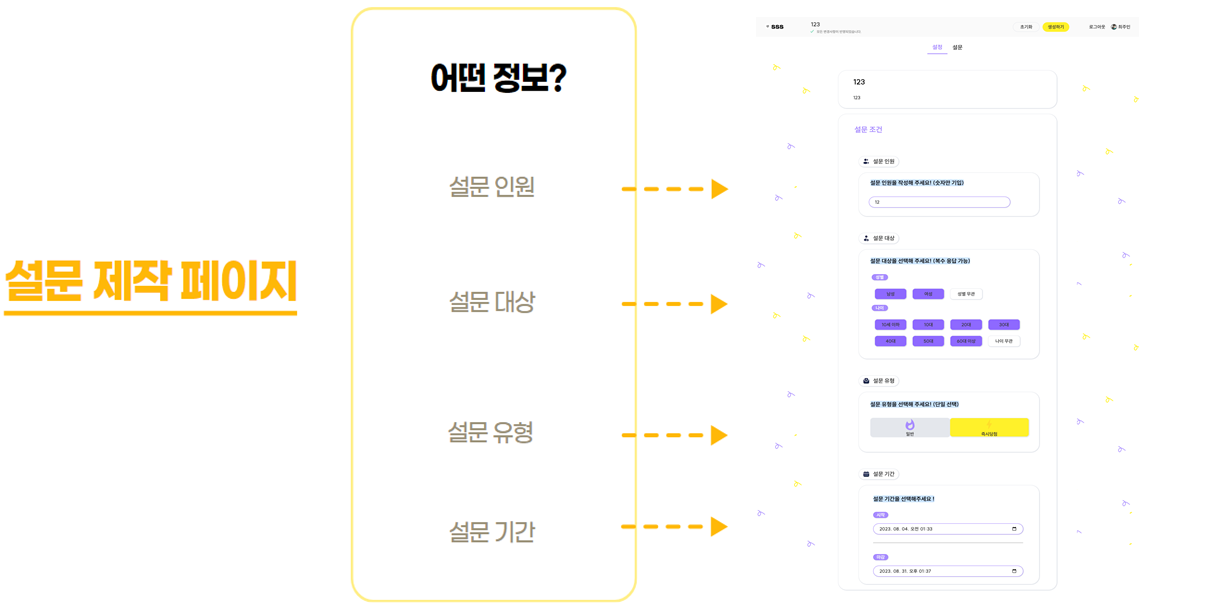 설문 제작 페이지
어떤 정보?
설문 인원
설문 대상
설문 유형
설문 기간
SSS
123
초기화
생성하기
로그아웃
최주인
설정
설문
123
123
설문 조건
설문 인원
설문 인원을 작성해 주세요! (숫자만 기입)
12
설문 대상
설문 대상을 선택해 주세요! (복수 응답 가능)
성별
남성
여성
성별 무관
나이
10대
20대
30대
40대
50대
60대 이상
나이 무관
설문 유형
설문 유형을 선택해 주세요! (단일 선택)
일반
즉시당첨
설문 기간
설문 기간을 선택해주세요 !
시작
2023. 08. 04. 오전 01:33
마감
2023. 08. 31. 오후 01:37